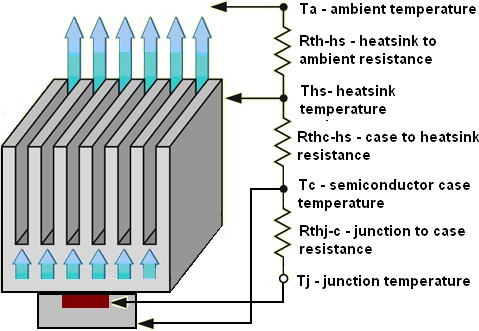 Ta - ambient temperature
Rth-hs - heatsink to
ambient resistance
Ths- heatsink
temperature
Rthc-hs - case to heatsink
resistance
Tc - semiconductor case
temperature
Rthj-c - junction to case
resistance
Tj - junction temperature